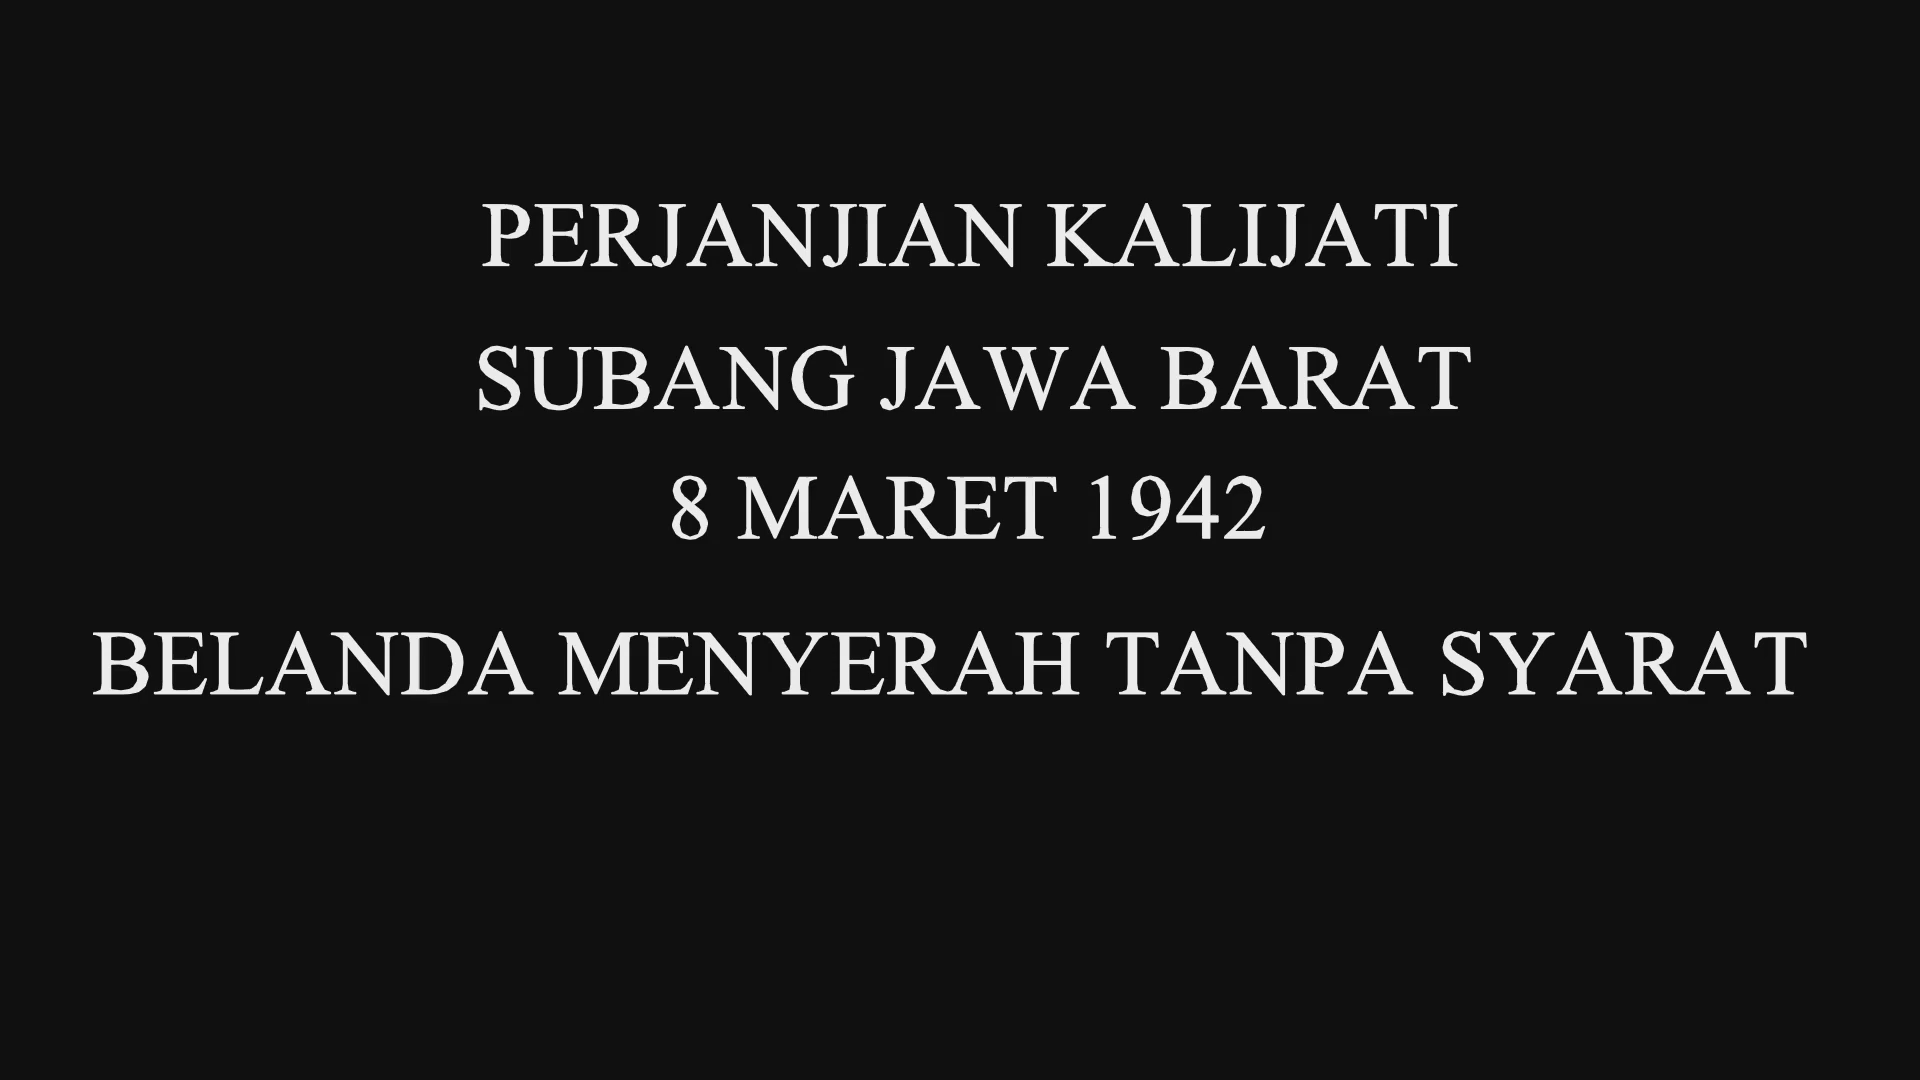 PERJANJIAN KALIJATI
SUBANG JAWA BARAT
8 MARET 1942
BELANDA MENYERAH TANPA SYARAT